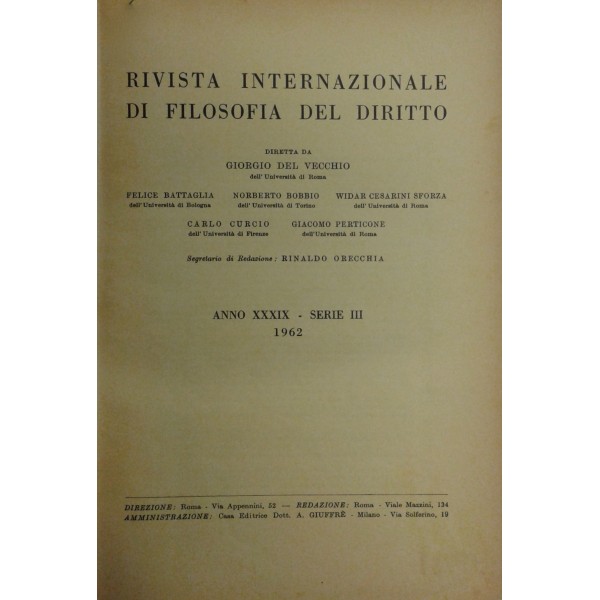 RIVISTA INTERNAZIONALE
DI FILOSOFIA DEL DIRITTO
DIRETTA DA
GIORGIO DEL VECCHIO
dell'Università di Roma
FELICE BATTAGLIA NORBERTO BOBBIO WIDAR CESARINI SFORZA
dell'Università di Bologna dell'Università di Torino dell'Università di Roma
CARLO CURCIO GIACOMO PERTICONE
dell'Università di Firenze dell'Università di Roma
Segretario di Redazione: RINALDO ORECCHIA
ANNO XXXIX - SERIE III
1962
DIREZIONE: Roma - Via Appennini, 52 — REDAZIONE: Roma - Viale Mazzini, 134
AMMINISTRAZIONE: Casa Editrice Dott. A. GIUFFRÈ - Milano - Via Solferino, 19